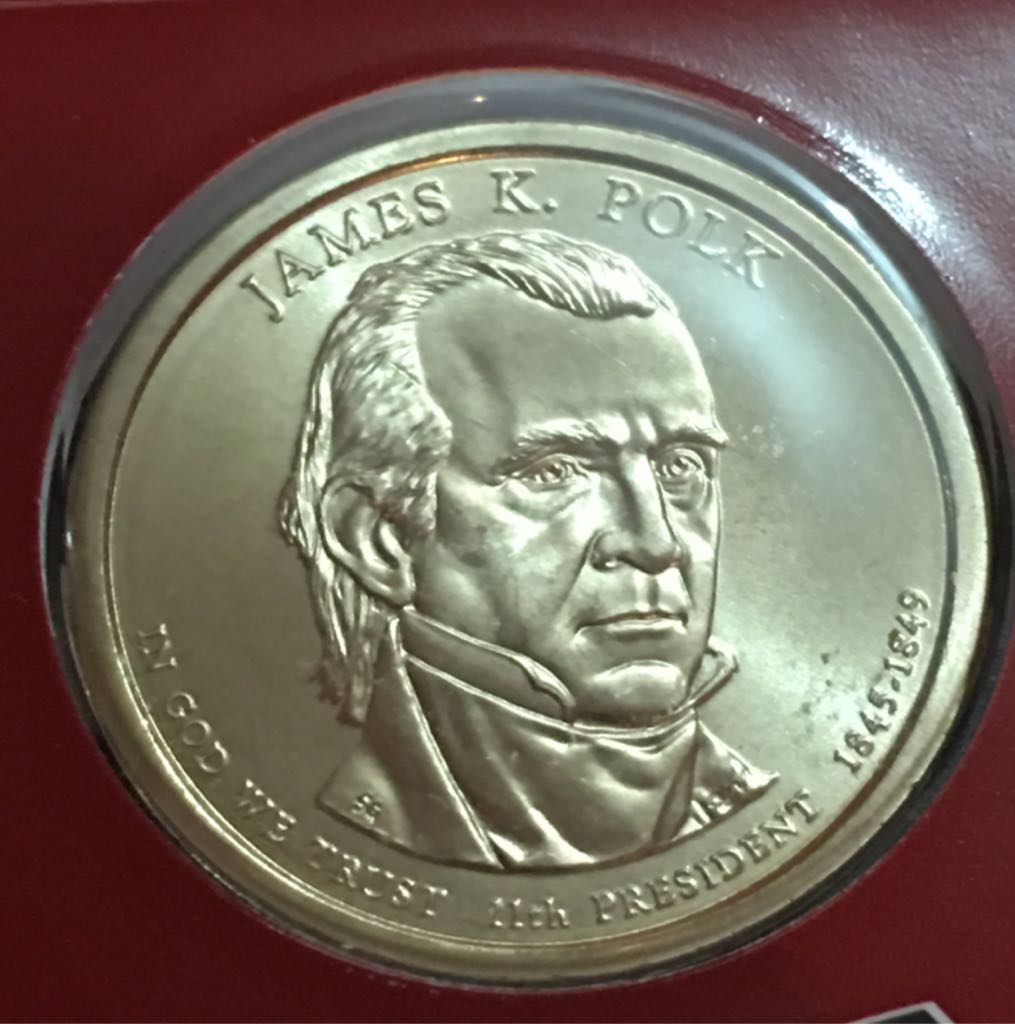 JAMES K. POLK
IN GOD WE TRUST
11th PRESIDENT
1845-1849